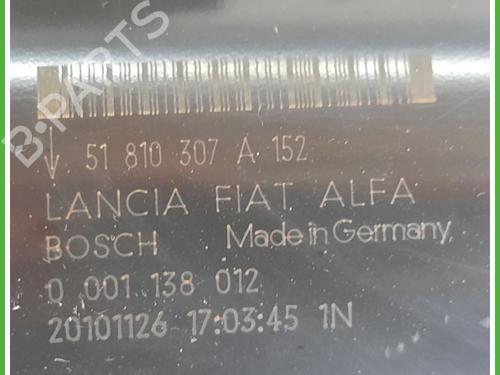 B-PARTS
51 810 307 A 152
LANCIA FIAT ALFA
BOSCH Made in Germany
0 001 138 012
20101126 17:03:45 1N